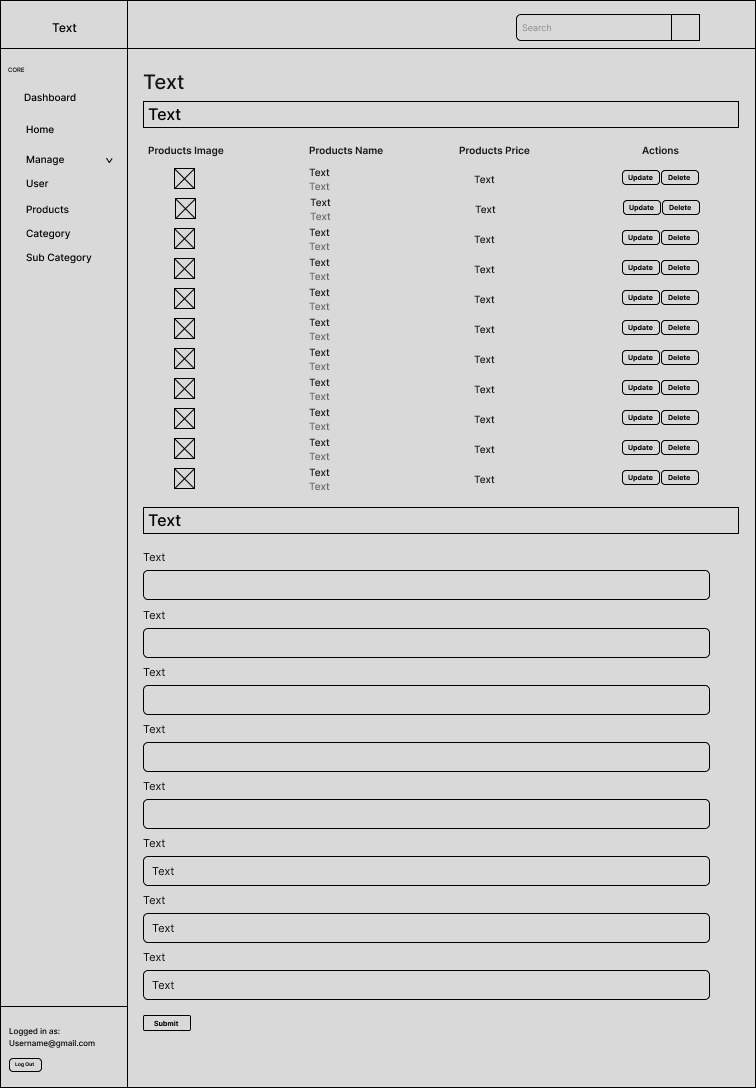 Text
Search
CORE
Dashboard
Home
Manage
User
Products
Category
Sub Category
Logged in as:
Username@gmail.com
Log Out
Text
Text
Products Image Products Name Products Price Actions
Text
Text
Text
Update Delete
Text
Text
Text
Update Delete
Text
Text
Text
Update Delete
Text
Text
Text
Update Delete
Text
Text
Text
Update Delete
Text
Text
Text
Update Delete
Text
Text
Text
Update Delete
Text
Text
Text
Update Delete
Text
Text
Text
Update Delete
Text
Text
Text
Update Delete
Text
Text
Text
Update Delete
Text
Text
Text
Text
Text
Text
Text
Text
Text
Text
Text
Text
Submit